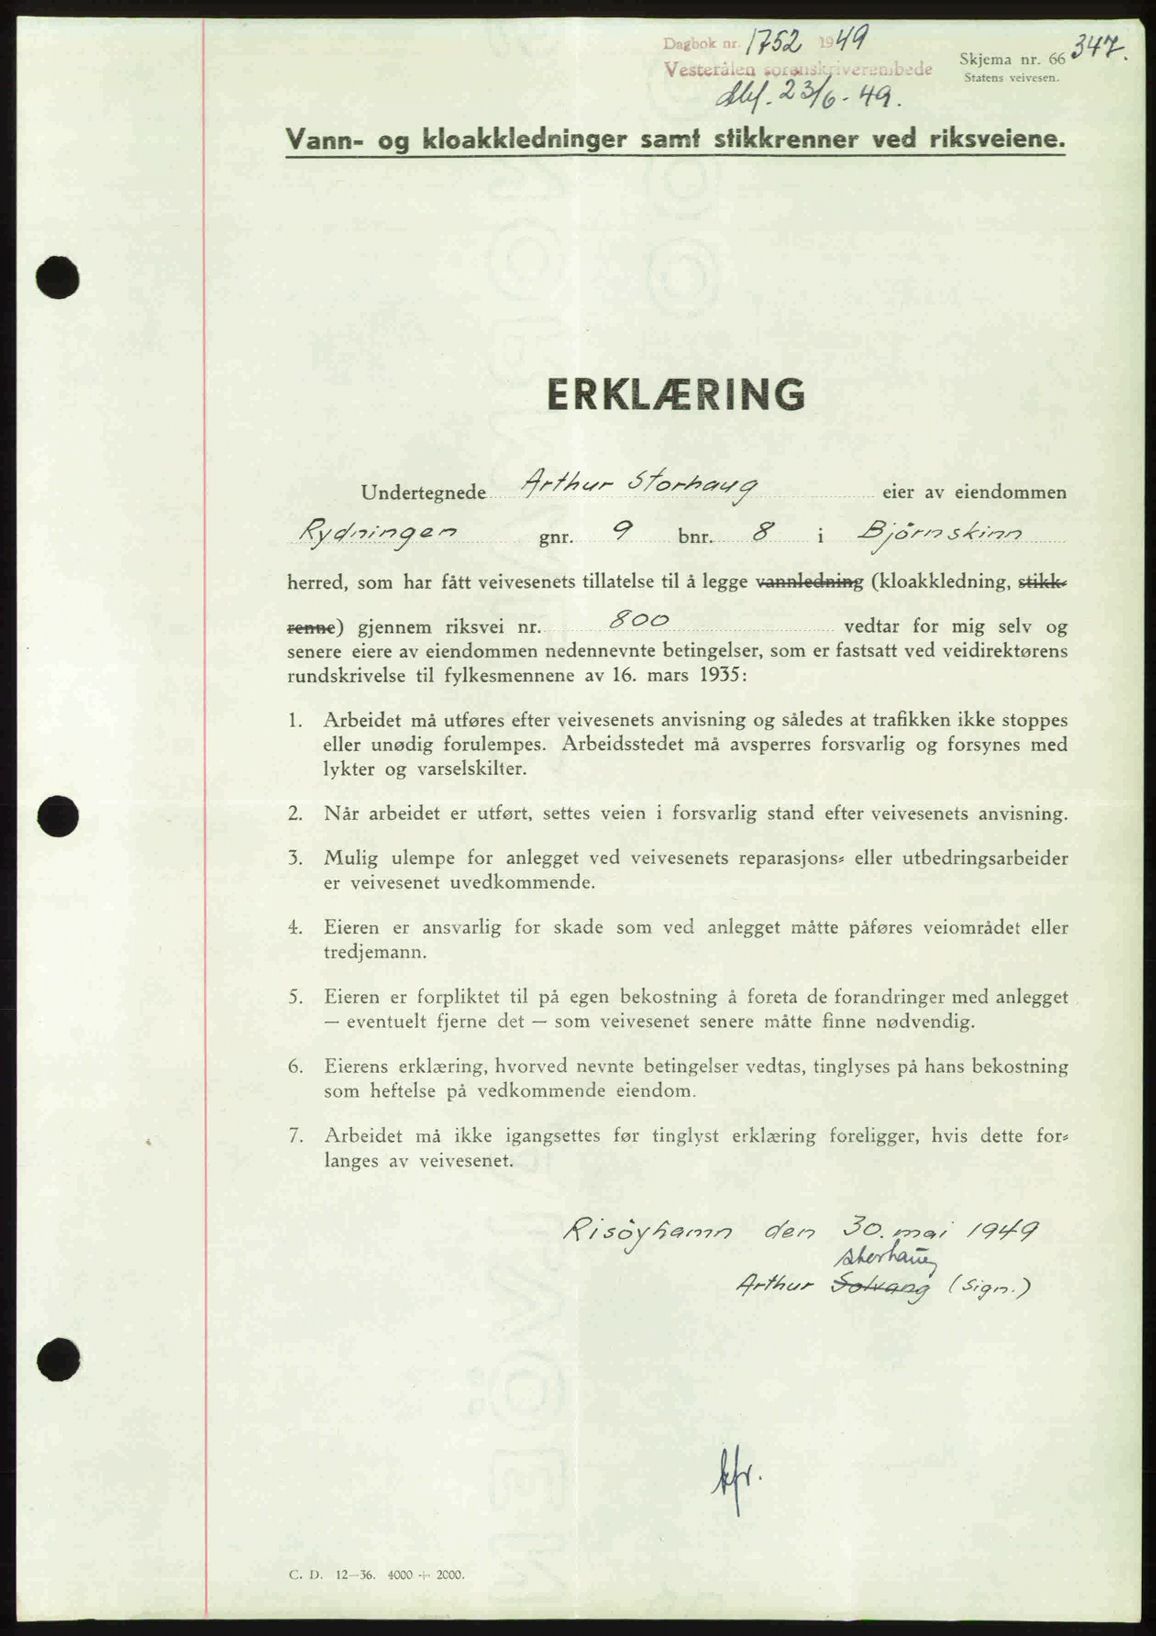 Dagbok nr. 1752 1949
Vesterålen sorenskriverembede
23/6-49.
Skjema nr. 66 347.
Statens veivesen.
Vann- og kloakkledninger samt stikkrenner ved riksveiene.
ERKLÆRING
Undertegnede Arthur Storhaug eier av eiendommen
Rydningen gnr. 9 bnr. 8 i Björnskinn
herred, som har fått veivesenets tillatelse til å legge vannledning (kloakkledning, stikk-
renne) gjennem riksvei nr. 800 vedtar for mig selv og
senere eiere av eiendommen nedennevnte betingelser, som er fastsatt ved veidirektørens
rundskrivelse til fylkesmennene av 16. mars 1935:
1. Arbeidet må utføres efter veivesenets anvisning og således at trafikken ikke stoppes
eller unødig forulempes. Arbeidsstedet må avsperres forsvarlig og forsynes med
lykter og varselskilter.
2. Når arbeidet er utført, settes veien i forsvarlig stand efter veivesenets anvisning.
3. Mulig ulempe for anlegget ved veivesenets reparasjons- eller utbedringsarbeider
er veivesenet uvedkommende.
4. Eieren er ansvarlig for skade som ved anlegget måtte påføres veiområdet eller
tredjemann.
5. Eieren er forpliktet til på egen bekostning å foreta de forandringer med anlegget
— eventuelt fjerne det — som veivesenet senere måtte finne nødvendig.
6. Eierens erklæring, hvorved nevnte betingelser vedtas, tinglyses på hans bekostning
som heftelse på vedkommende eiendom.
7. Arbeidet må ikke igangsettes før tinglyst erklæring foreligger, hvis dette for-
langes av veivesenet.
Risöyhamn den 30. mai 1949
Storhaug
Arthur Solvang (sign.)
kfr.
C. D. 12-36. 4000 + 2000.